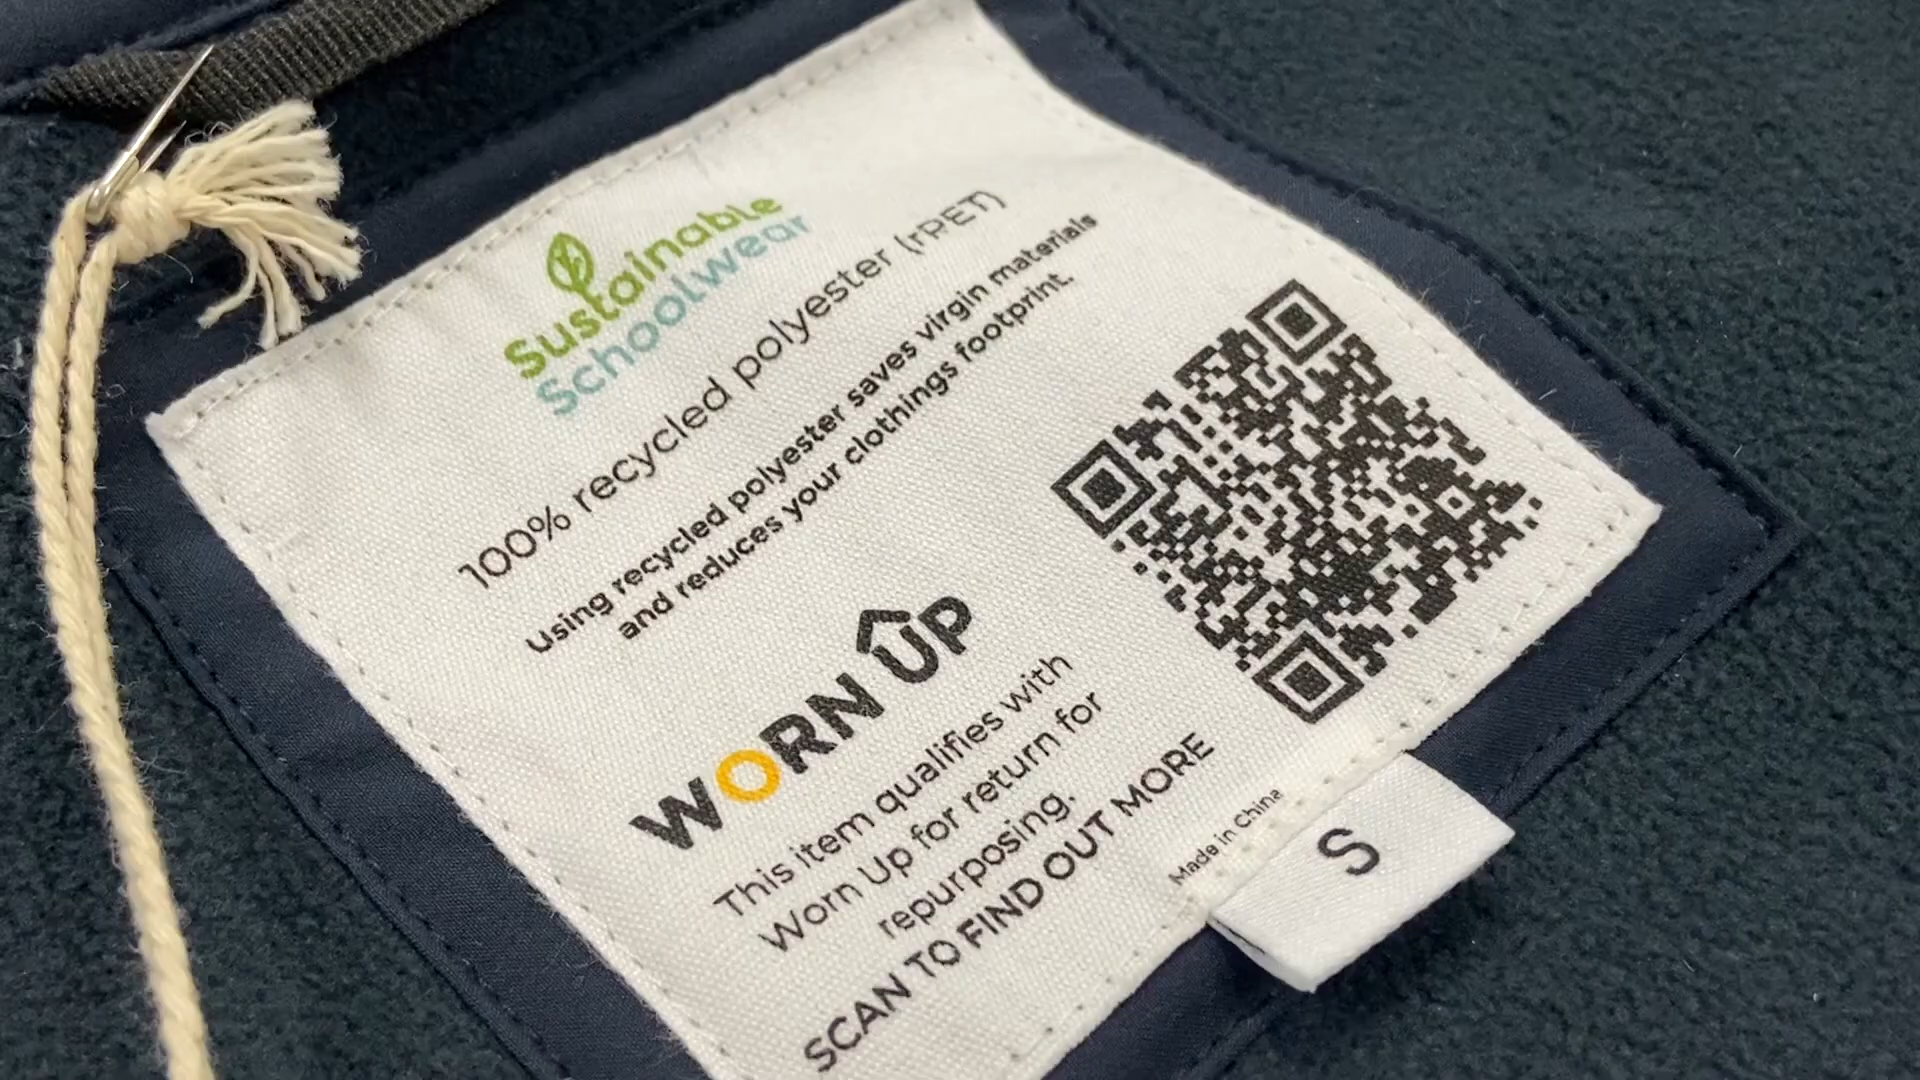 Sustainable
Schoolwear
100% recycled polyester (rPET)
Using recycled polyester saves virgin materials
and reduces your clothings footprint.
WORN UP
This item qualifies with
Worn Up for return for
repurposing.
SCAN TO FIND OUT MORE
Made in China
S